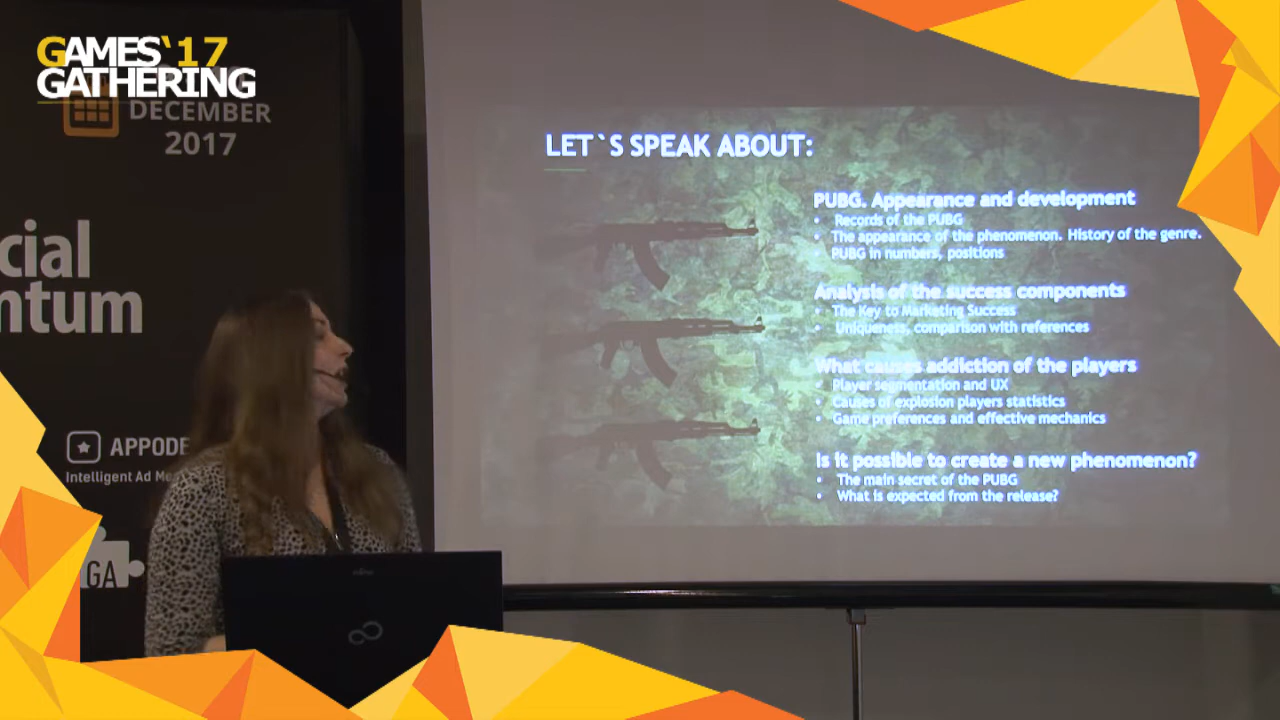 GAMES`17
GATHERING
DECEMBER
2017
cial
ntum
APPODE
Intelligent Ad Me
GA
LET`S SPEAK ABOUT:
PUBG. Appearance and development
• Records of the PUBG
• The appearance of the phenomenon. History of the genre.
• PUBG in numbers, positions
Analysis of the success components
• The Key to Marketing Success
• Uniqueness, comparison with references
What causes addiction of the players
• Player segmentation and UX
• Causes of explosion players statistics
• Game preferences and effective mechanics
Is it possible to create a new phenomenon?
• The main secret of the PUBG
• What is expected from the release?